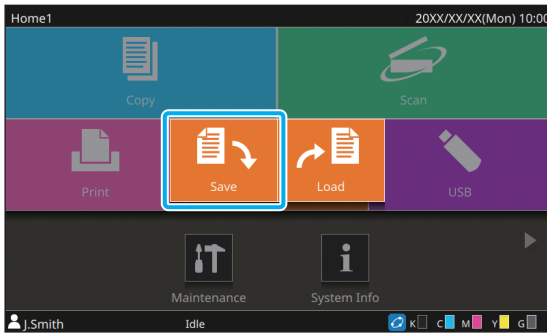 Home1 20XX/XX/XX(Mon) 10:00
Copy Scan
Print Save Load USB
Maintenance System Info
J.Smith Idle K C M Y G